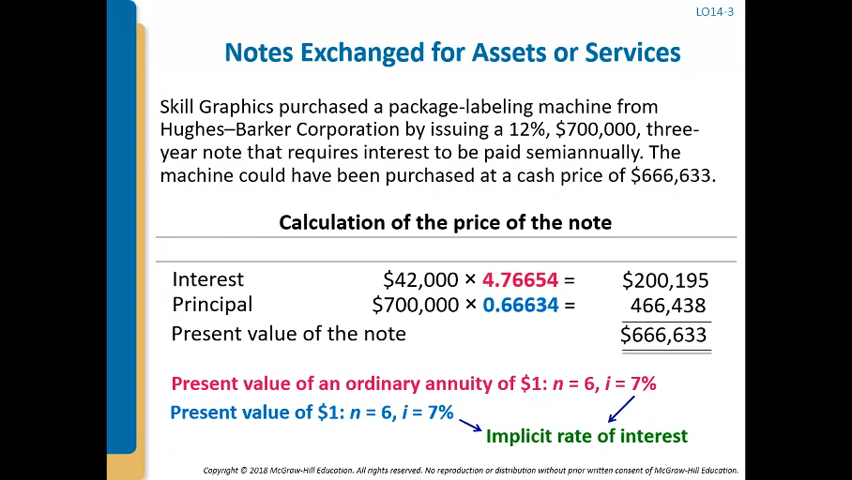 LO14-3
Notes Exchanged for Assets or Services
Skill Graphics purchased a package-labeling machine from
Hughes–Barker Corporation by issuing a 12%, $700,000, three-
year note that requires interest to be paid semiannually. The
machine could have been purchased at a cash price of $666,633.
Calculation of the price of the note
Interest $42,000 × 4.76654 = $200,195
Principal $700,000 × 0.66634 = 466,438
Present value of the note $666,633
Present value of an ordinary annuity of $1: n = 6, i = 7%
Present value of $1: n = 6, i = 7%
Implicit rate of interest
Copyright © 2018 McGraw-Hill Education. All rights reserved. No reproduction or distribution without prior written consent of McGraw-Hill Education.